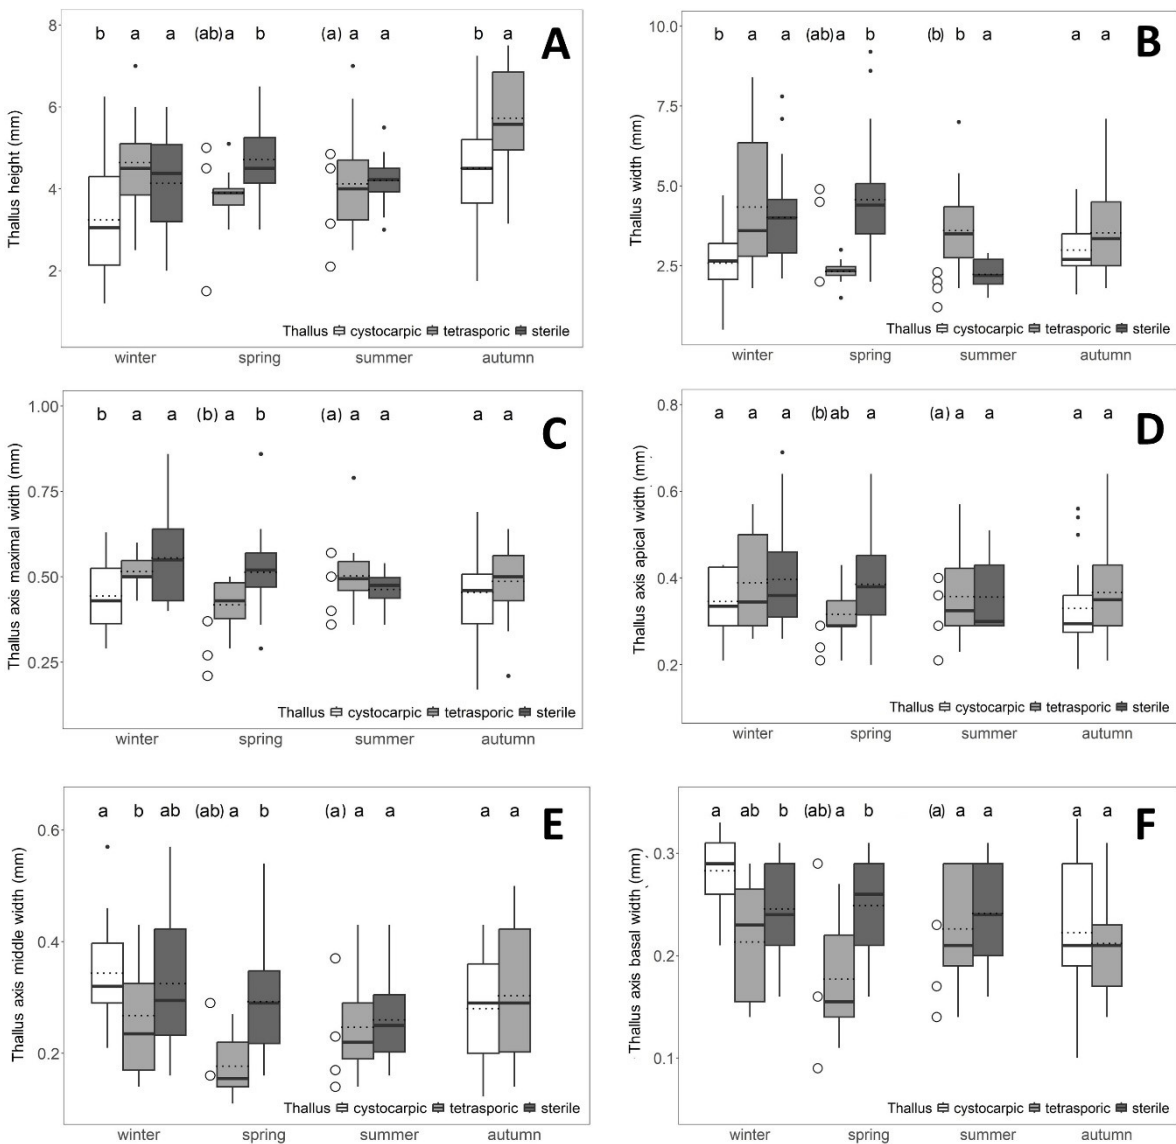 A
b a a (ab) a b (a) a a b a
Thallus height (mm)
8
6
4
2
Thallus cystocarpic tetrasporic sterile
winter spring summer autumn
B
b a a (ab) a b (b) b a a a
Thallus width (mm)
10.0
7.5
5.0
2.5
Thallus cystocarpic tetrasporic sterile
winter spring summer autumn
C
b a a (b) a b (a) a a a a
Thallus axis maximal width (mm)
1.00
0.75
0.50
0.25
Thallus cystocarpic tetrasporic sterile
winter spring summer autumn
D
a a a (b) ab a (a) a a a a
Thallus axis apical width (mm)
0.8
0.6
0.4
0.2
Thallus cystocarpic tetrasporic sterile
winter spring summer autumn
E
a b ab (ab) a b (a) a a a a
Thallus axis middle width (mm)
0.6
0.4
0.2
Thallus cystocarpic tetrasporic sterile
winter spring summer autumn
F
a ab b (ab) a b (a) a a a a
Thallus axis basal width (mm)
0.3
0.2
0.1
Thallus cystocarpic tetrasporic sterile
winter spring summer autumn